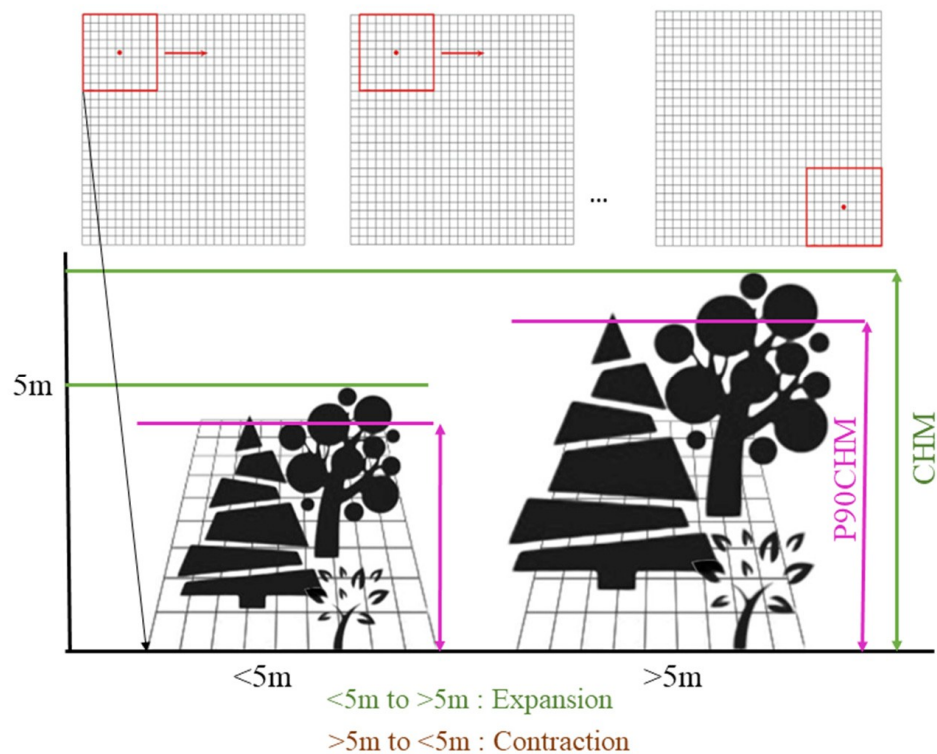 ...
5m
P90CHM
CHM
<5m
>5m
<5m to >5m : Expansion
>5m to <5m : Contraction